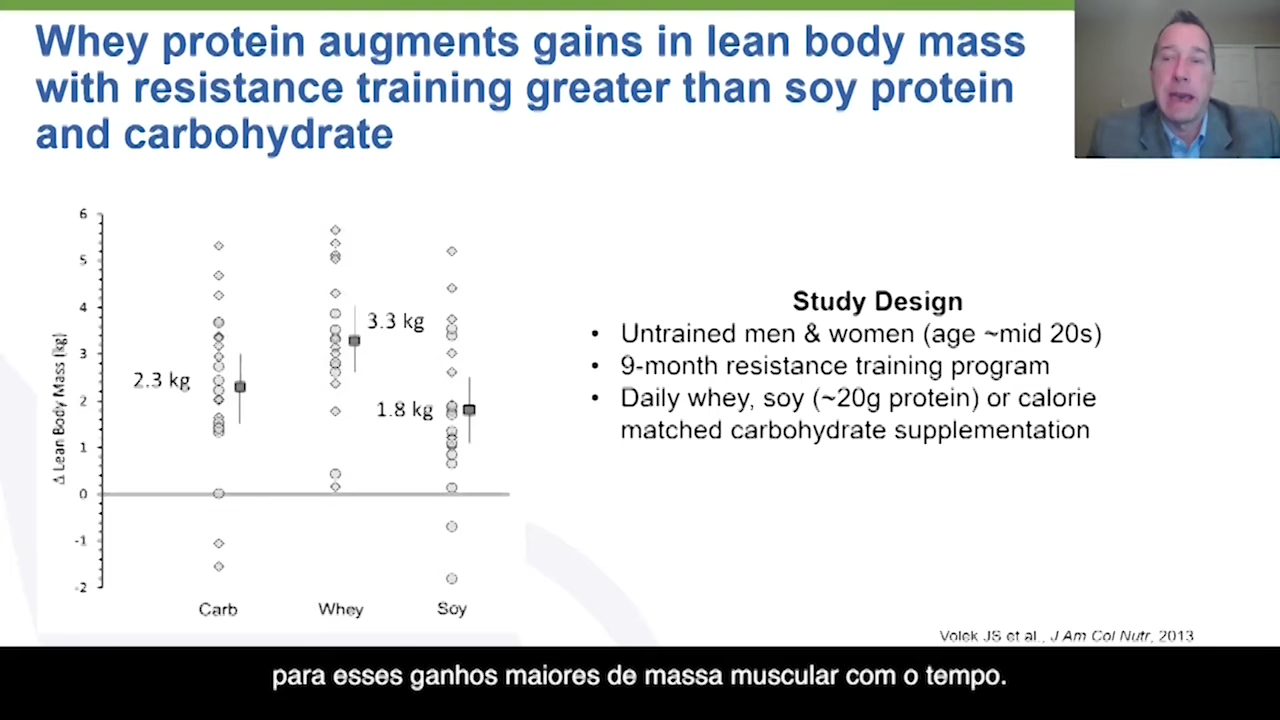 Whey protein augments gains in lean body mass
with resistance training greater than soy protein
and carbohydrate
6
5
4
3
2
1
0
-1
-2
Δ Lean Body Mass (kg)
2.3 kg
3.3 kg
1.8 kg
Carb
Whey
Soy
Study Design
• Untrained men & women (age ~mid 20s)
• 9-month resistance training program
• Daily whey, soy (~20g protein) or calorie
matched carbohydrate supplementation
Volek JS et al., J Am Col Nutr, 2013
para esses ganhos maiores de massa muscular com o tempo.